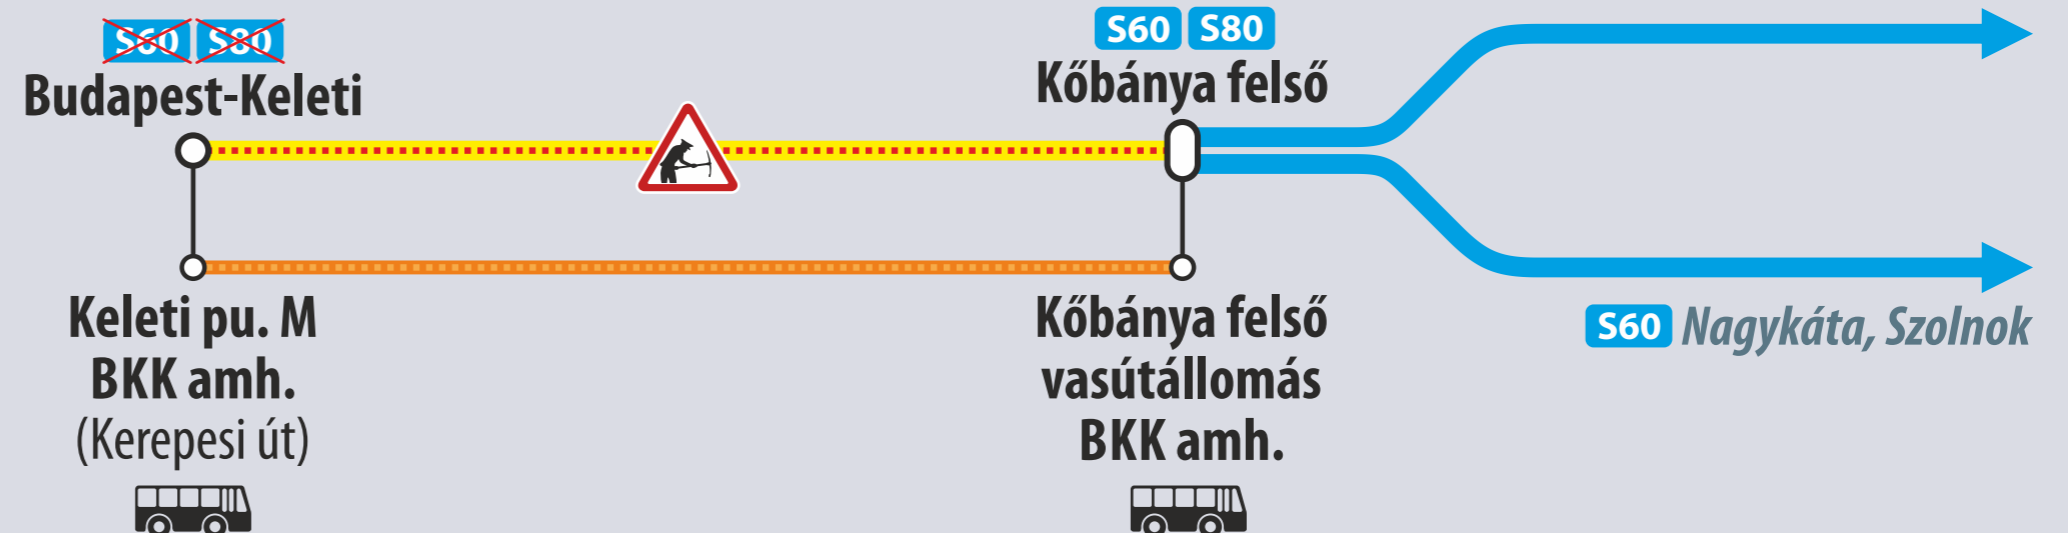 S60 S80
Budapest-Keleti
S60 S80
Kőbánya felső
Keleti pu. M
BKK amh.
(Kerepesi út)
Kőbánya felső
vasútállomás
BKK amh.
S60 Nagykáta, Szolnok